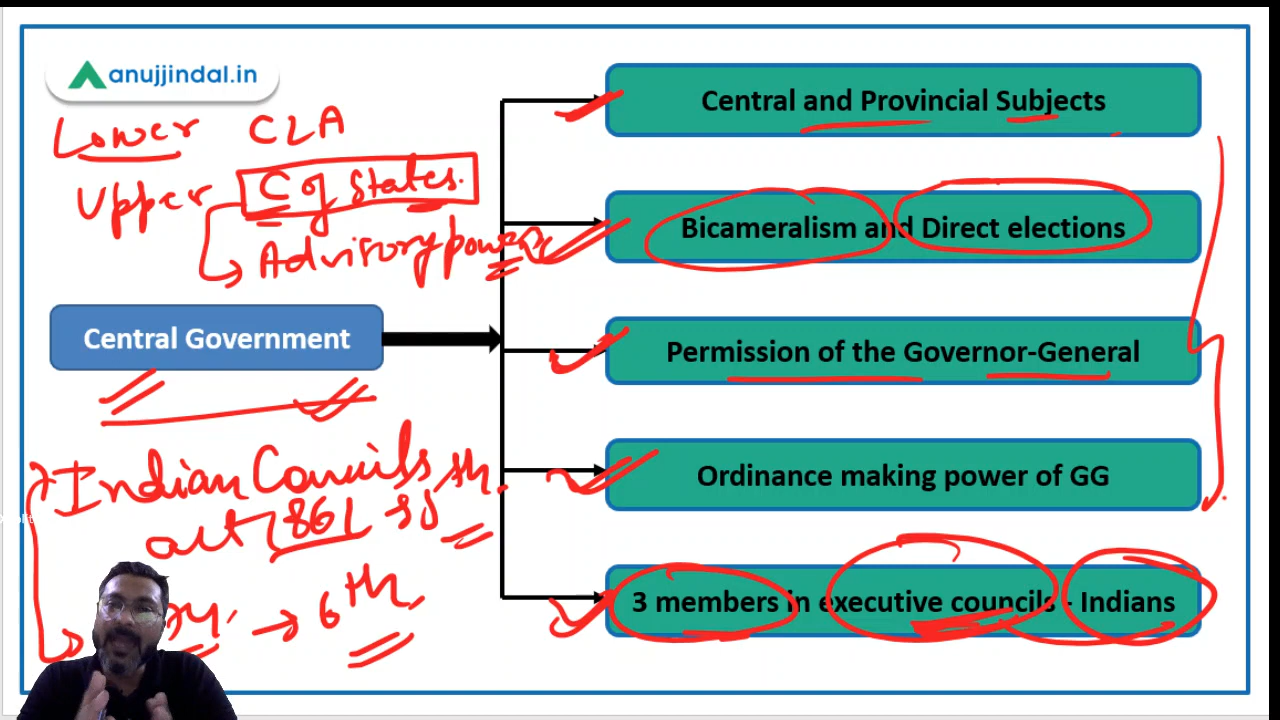 anujjindal.in
Lower CLA
Upper C of States.
Advisory power
Central Government
Central and Provincial Subjects
Bicameralism and Direct elections
Permission of the Governor-General
Ordinance making power of GG
3 members in executive councils - Indians
Indian Councils
act 1861
→ 6th